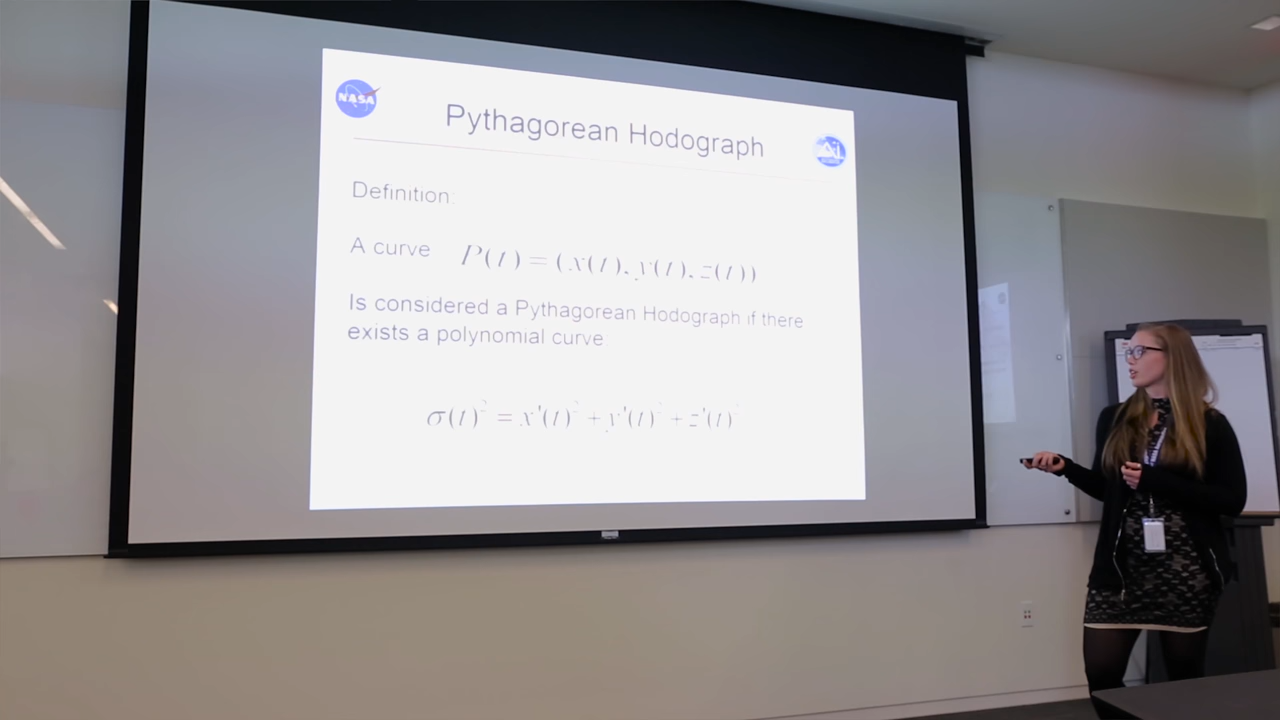 NASA
Pythagorean Hodograph
Definition:
A curve P(t) = (x(t), y(t), z(t))
Is considered a Pythagorean Hodograph if there
exists a polynomial curve
σ(t)² = x'(t)² + y'(t)² + z'(t)²